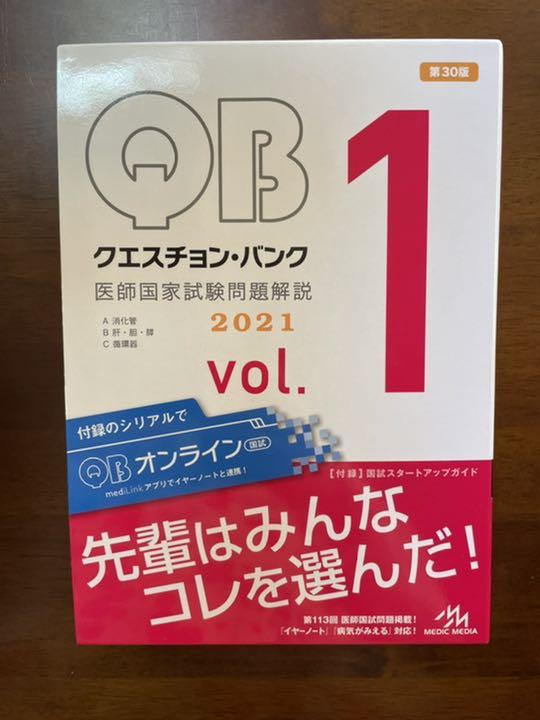 第30版
QB
1
クエスチョン・バンク
医師国家試験問題解説
A 消化管
B 肝・胆・膵
C 循環器
2021
vol.
付録のシリアルで
QB オンライン 国試
mediLinkアプリでイヤーノートと連携！
【付録】国試スタートアップガイド
先輩はみんな
コレを選んだ！
第113回 医師国試問題掲載！
『イヤーノート』『病気がみえる』対応！
MEDIC MEDIA